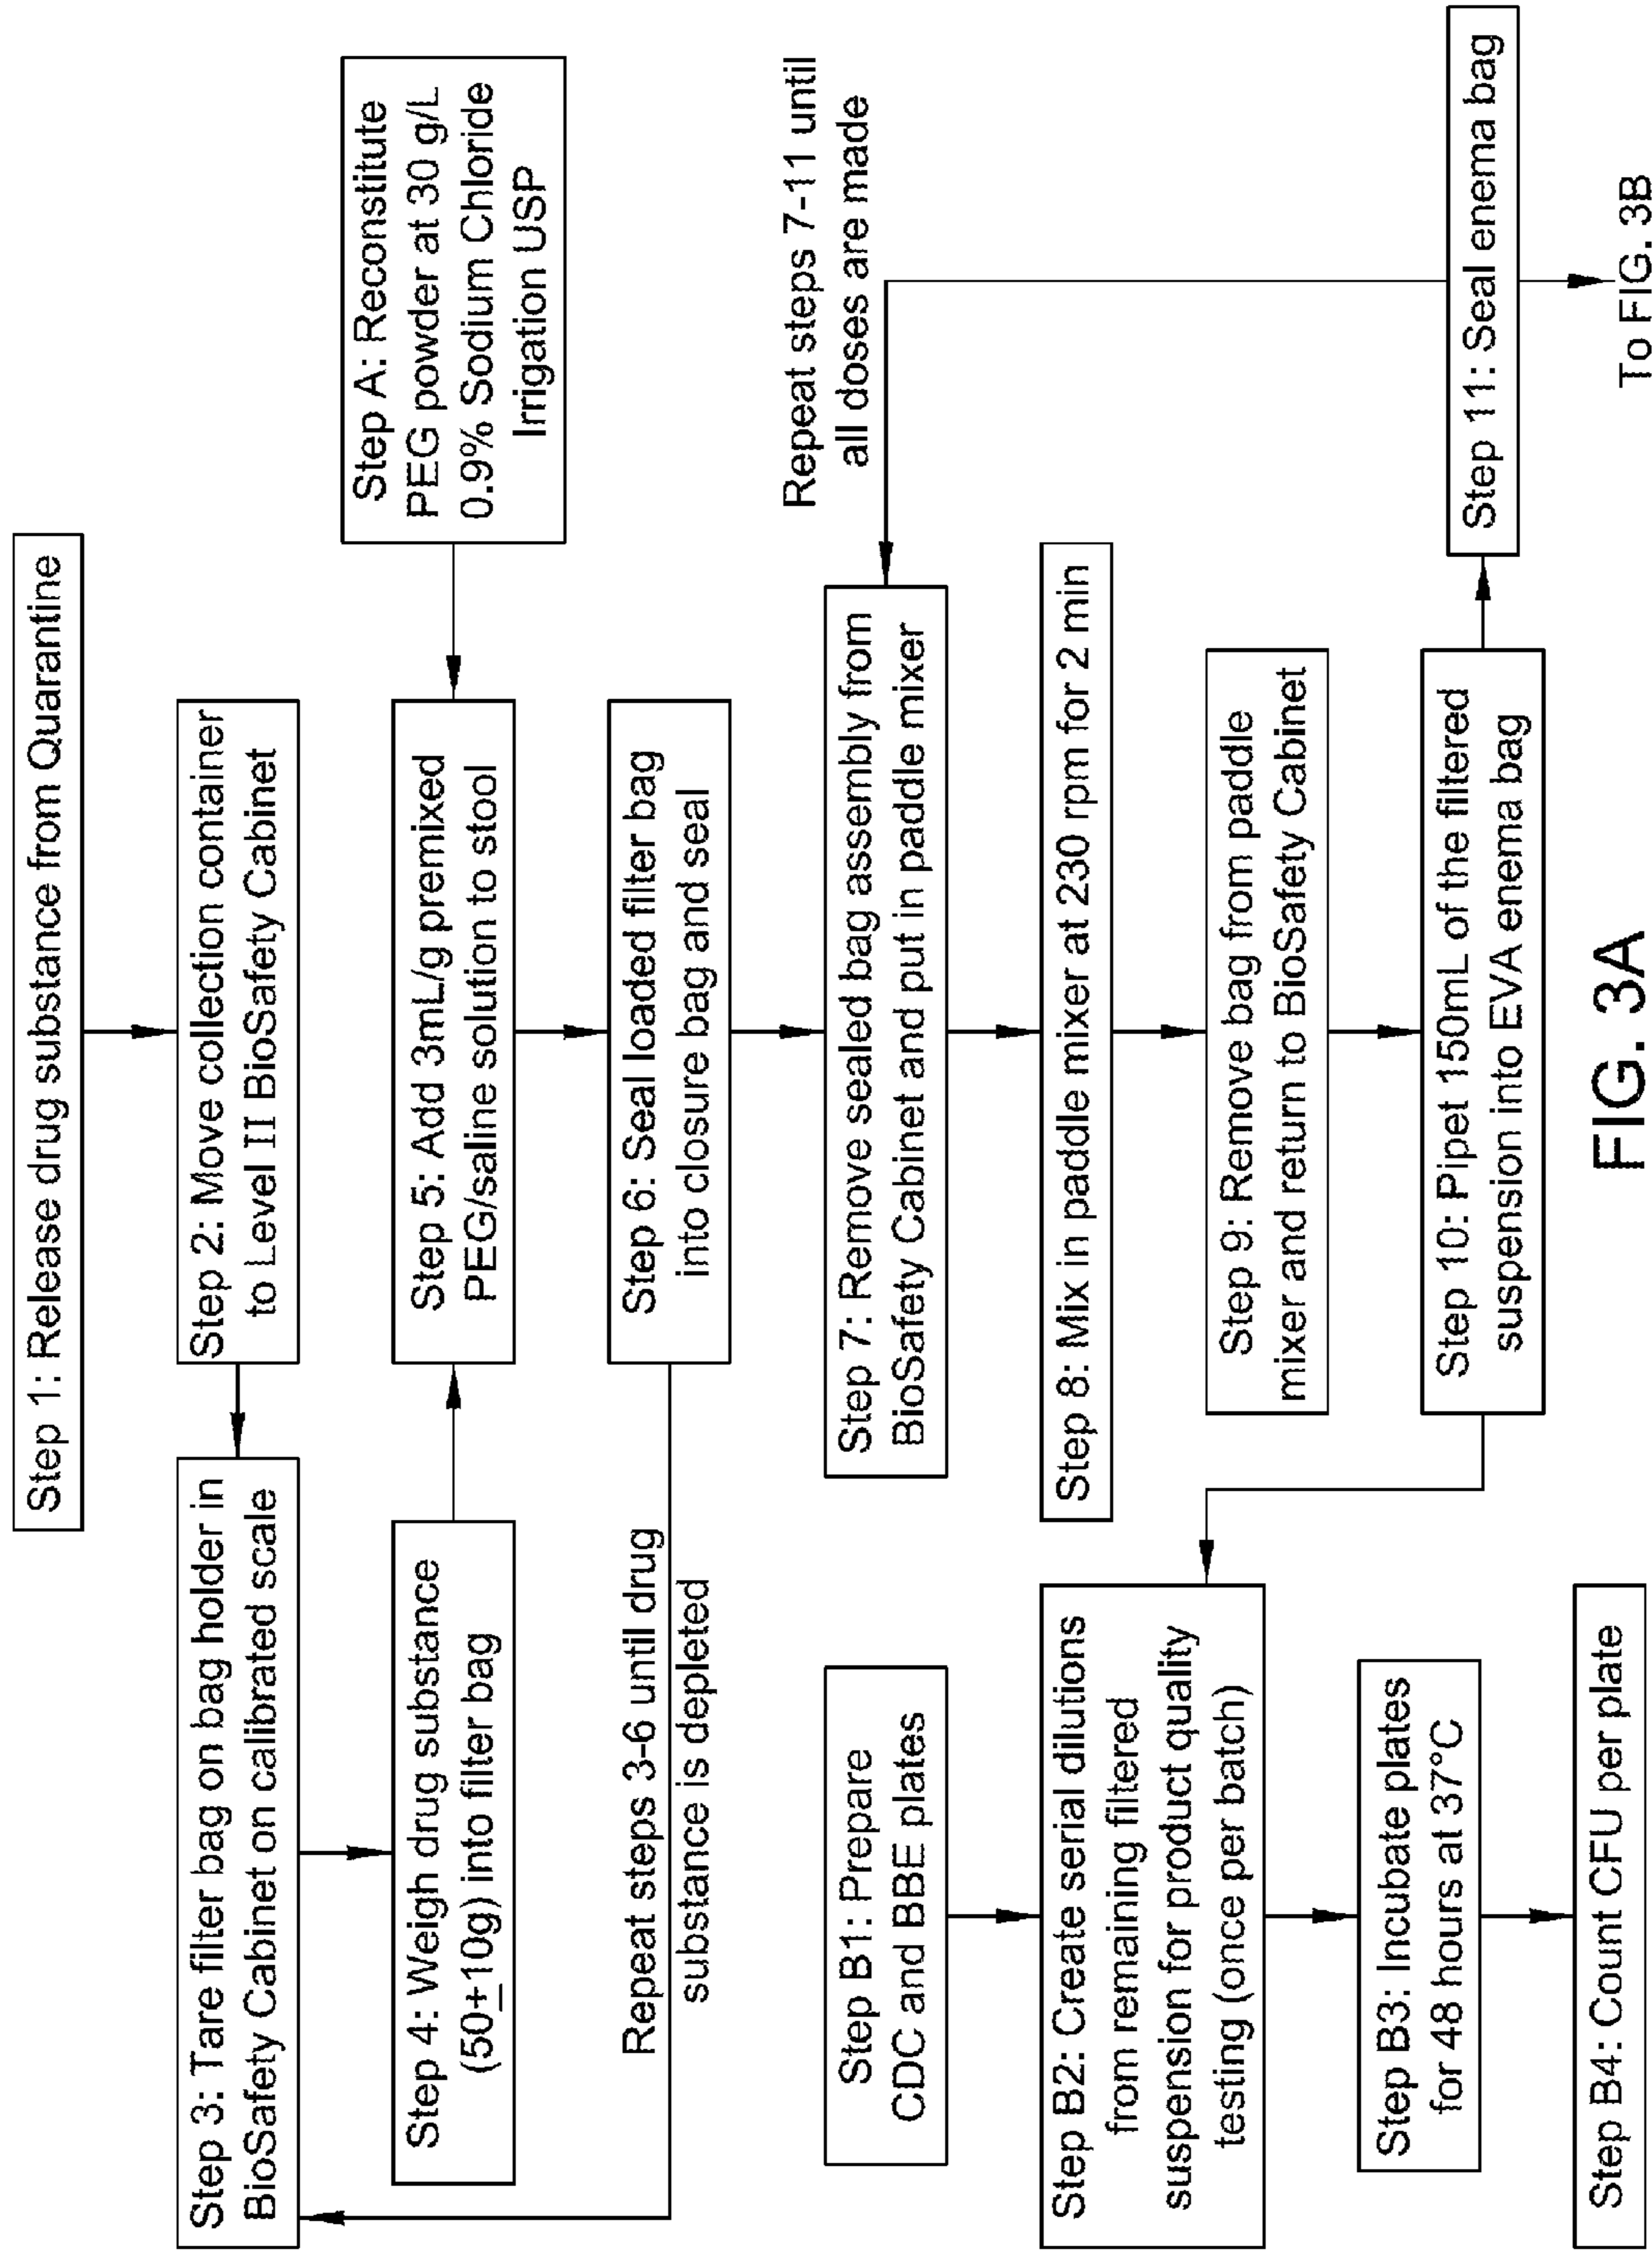 Step 1: Release drug substance from Quarantine
Step 2: Move collection container
to Level II BioSafety Cabinet
Step 3: Tare filter bag on bag holder in
BioSafety Cabinet on calibrated scale
Step 4: Weigh drug substance
(50±10g) into filter bag
Step A: Reconstitute
PEG powder at 30 g/L
0.9% Sodium Chloride
Irrigation USP
Step 5: Add 3mL/g premixed
PEG/saline solution to stool
Step 6: Seal loaded filter bag
into closure bag and seal
Repeat steps 3-6 until drug
substance is depleted
Step 7: Remove sealed bag assembly from
BioSafety Cabinet and put in paddle mixer
Repeat steps 7-11 until
all doses are made
Step 8: Mix in paddle mixer at 230 rpm for 2 min
Step 9: Remove bag from paddle
mixer and return to BioSafety Cabinet
Step 10: Pipet 150mL of the filtered
suspension into EVA enema bag
Step 11: Seal enema bag
To FIG. 3B
Step B1: Prepare
CDC and BBE plates
Step B2: Create serial dilutions
from remaining filtered
suspension for product quality
testing (once per batch)
Step B3: Incubate plates
for 48 hours at 37°C
Step B4: Count CFU per plate
FIG. 3A